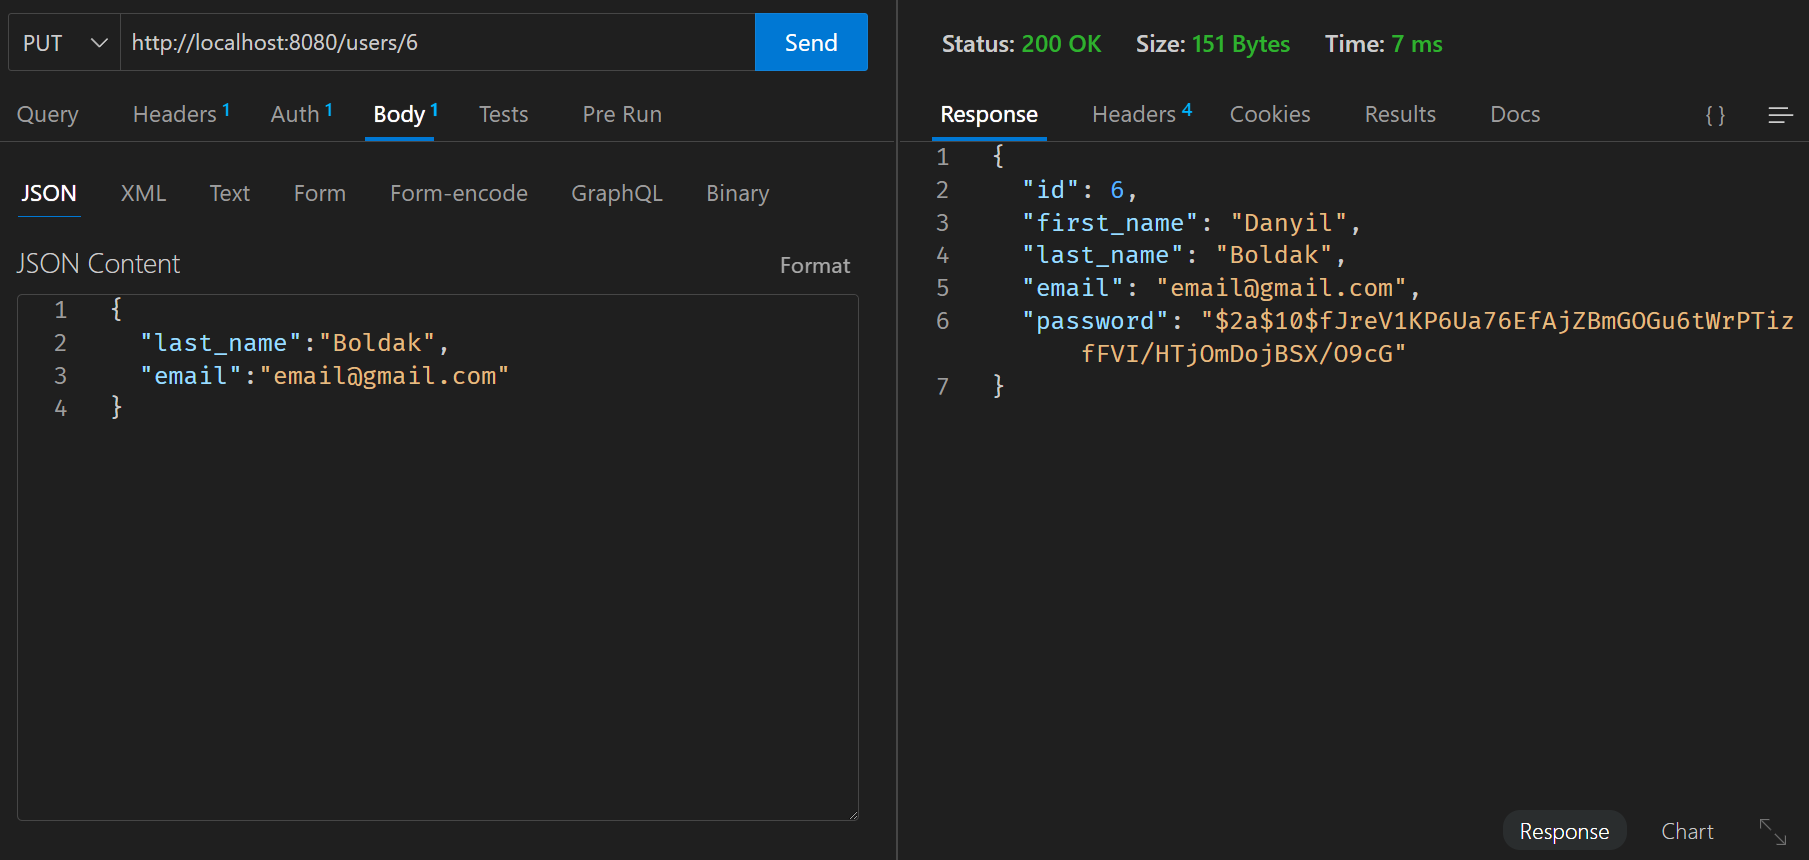 PUT http://localhost:8080/users/6 Send
Query Headers 1 Auth 1 Body 1 Tests Pre Run
JSON XML Text Form Form-encode GraphQL Binary
JSON Content Format
1 {
2 "last_name":"Boldak",
3 "email":"email@gmail.com"
4 }
Status: 200 OK Size: 151 Bytes Time: 7 ms
Response Headers 4 Cookies Results Docs { }
1 {
2 "id": 6,
3 "first_name": "Danyil",
4 "last_name": "Boldak",
5 "email": "email@gmail.com",
6 "password": "$2a$10$fJreV1KP6Ua76EfAjZBmGOGu6tWrPTiz
fFVI/HTjOmDojBSX/O9cG"
7 }
Response Chart